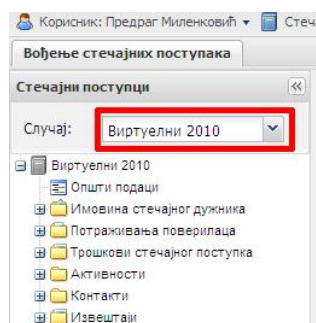 Корисник: Предраг Миленковић
Вођење стечајних поступака
Стечајни поступци
Случај: Виртуелни 2010
Виртуелни 2010
Општи подаци
Имовина стечајног дужника
Потраживања поверилаца
Трошкови стечајног поступка
Активности
Контакти
Извештаји